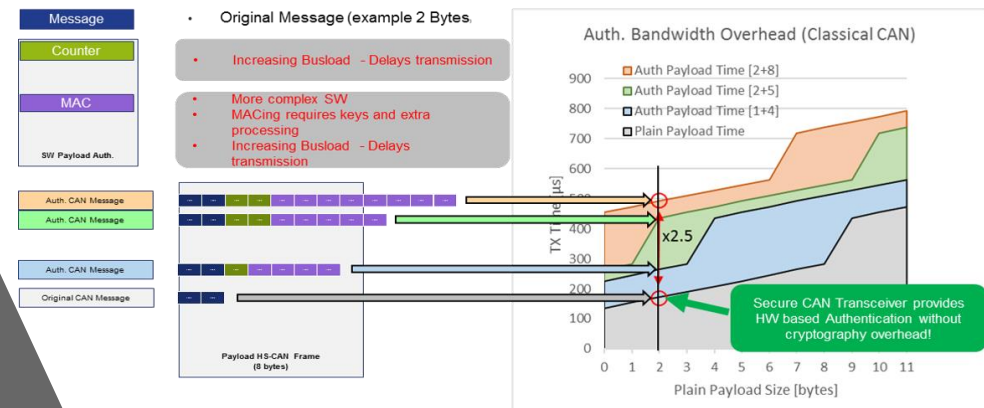 Message
Counter
MAC
SW Payload Auth.
• Original Message (example 2 Bytes
• Increasing Busload - Delays transmission
• More complex SW
• MACing requires keys and extra
processing
• Increasing Busload - Delays
transmission
Auth. CAN Message
Auth. CAN Message
Auth. CAN Message
Original CAN Message
Payload HS-CAN Frame
(8 bytes)
Auth. Bandwidth Overhead (Classical CAN)
Auth Payload Time [2+8]
Auth Payload Time [2+5]
Auth Payload Time [1+4]
Plain Payload Time
TX Time [µs]
900
800
700
600
500
400
300
200
100
0
x2.5
Secure CAN Transceiver provides
HW based Authentication without
cryptography overhead!
0 1 2 3 4 5 6 7 8 9 10 11
Plain Payload Size [bytes]